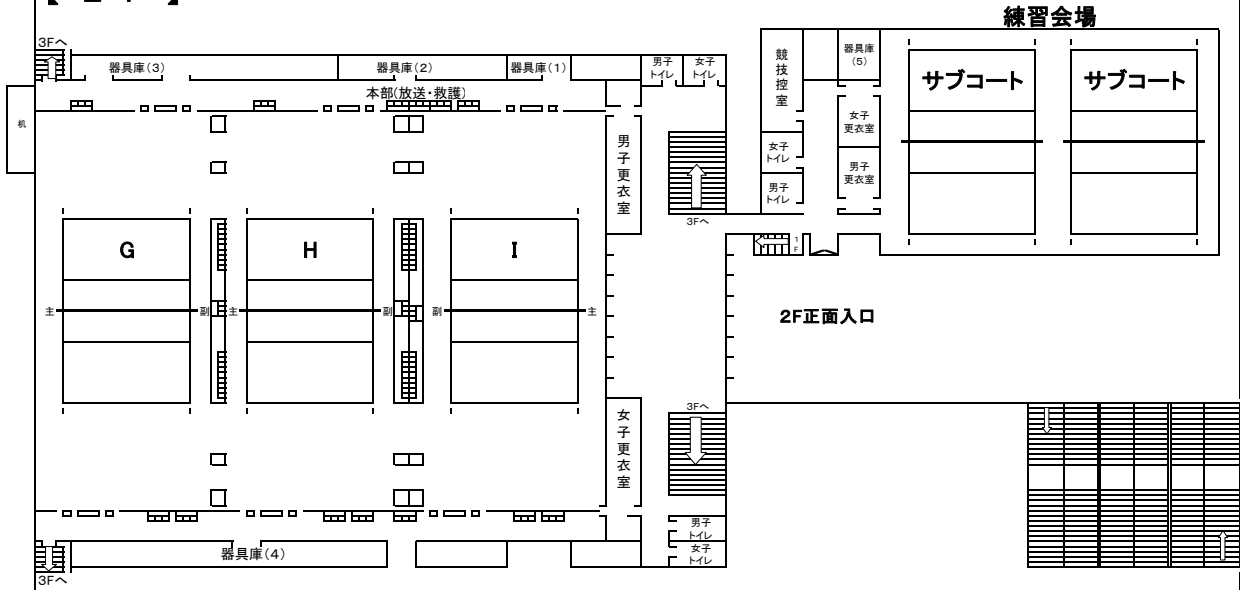 練習会場
3Fへ
器具庫(3)
器具庫(2)
器具庫(1)
男子
トイレ
女子
トイレ
競技控室
器具庫
(5)
サブコート
サブコート
本部(放送・救護)
机
女子
更衣室
男子更衣室
女子
トイレ
男子
更衣室
男子
トイレ
3Fへ
1F
G
H
I
主
副
主
副
副
主
2F正面入口
3Fへ
女子更衣室
男子
トイレ
女子
トイレ
器具庫(4)
3Fへ